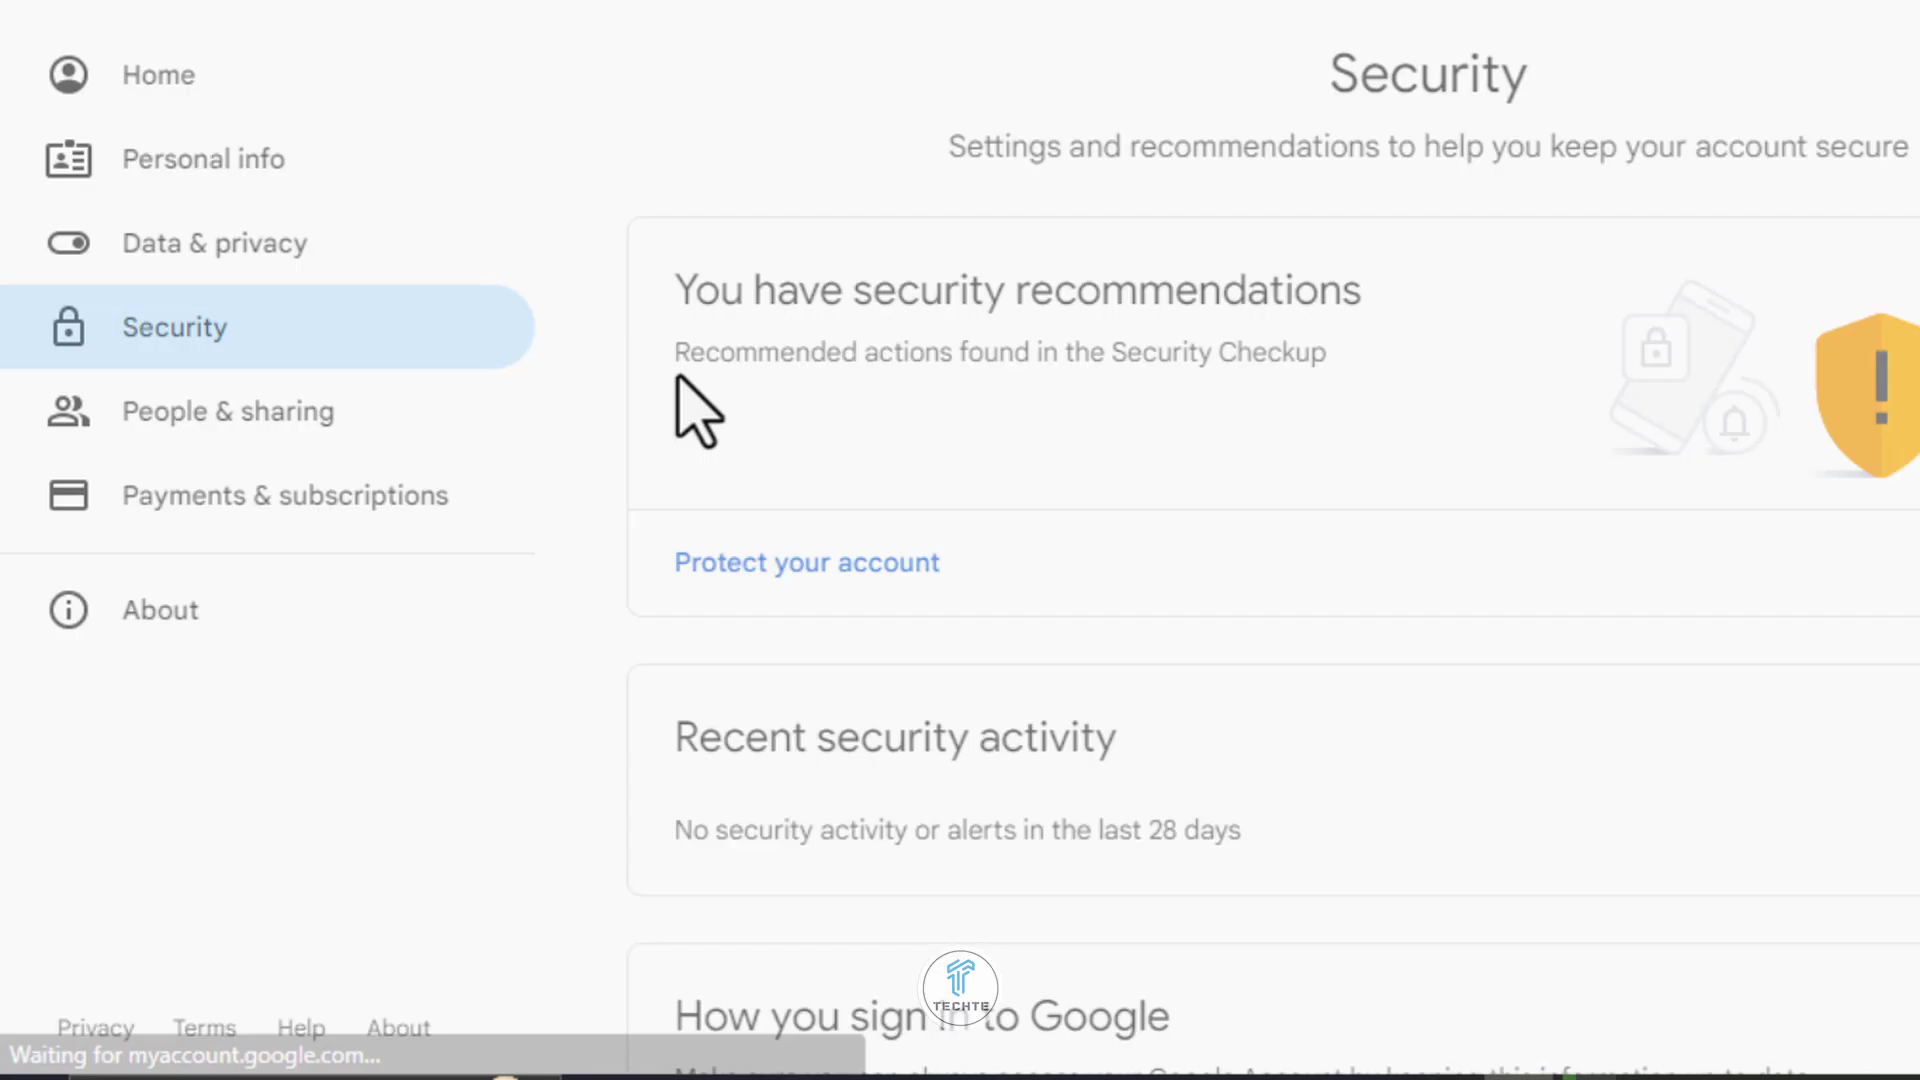 Home
Personal info
Data & privacy
Security
People & sharing
Payments & subscriptions
About
Privacy Terms Help About
Waiting for myaccount.google.com...
Security
Settings and recommendations to help you keep your account secure
You have security recommendations
Recommended actions found in the Security Checkup
Protect your account
Recent security activity
No security activity or alerts in the last 28 days
How you sign in to Google
TECHTE